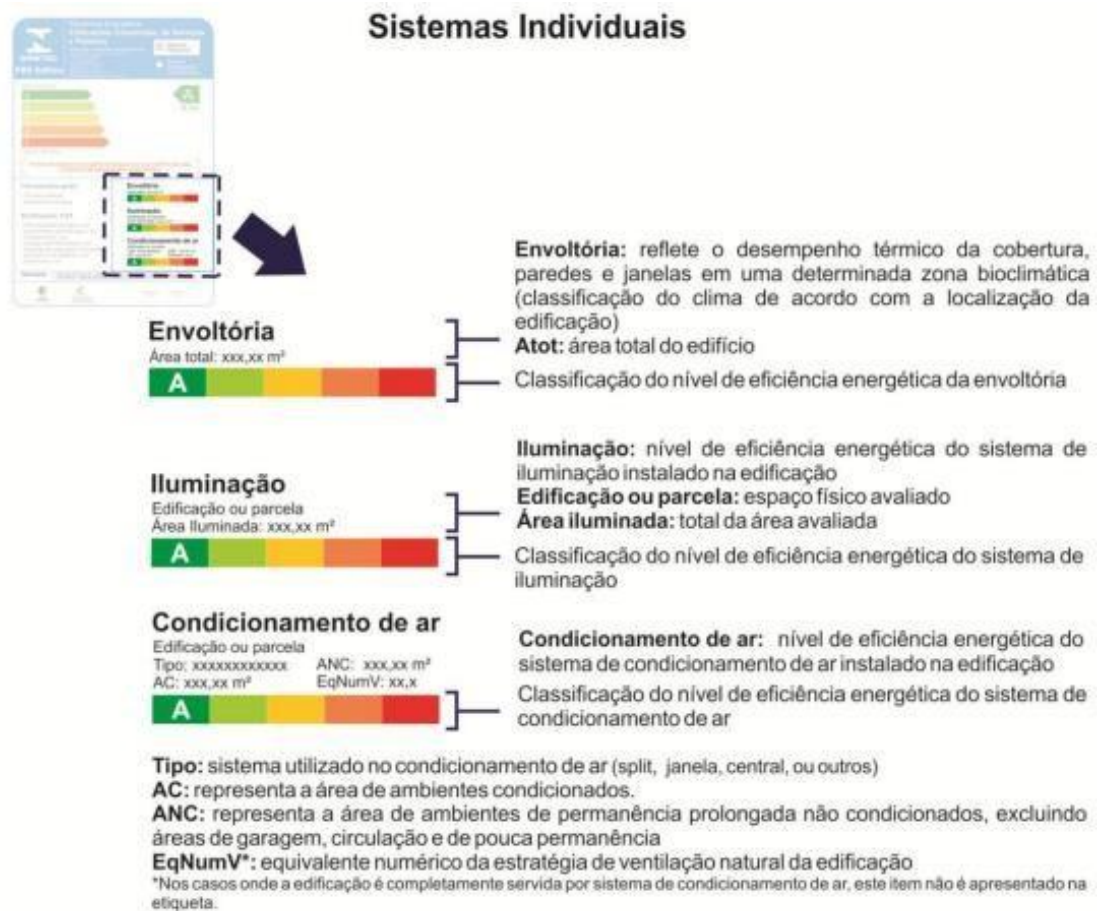 Sistemas Individuais
Envoltória
Iluminação
Condicionamento de ar
Envoltória: reflete o desempenho térmico da cobertura,
paredes e janelas em uma determinada zona bioclimática
(classificação do clima de acordo com a localização da
edificação)
Atot: área total do edifício
Envoltória
Área total: xxx,xx m²
A
Classificação do nível de eficiência energética da envoltória
Iluminação: nível de eficiência energética do sistema de
iluminação instalado na edificação
Edificação ou parcela: espaço físico avaliado
Área iluminada: total da área avaliada
Iluminação
Edificação ou parcela
Área Iluminada: xxx,xx m²
A
Classificação do nível de eficiência energética do sistema de
iluminação
Condicionamento de ar
Edificação ou parcela
Tipo: xxxxxxxxxxxx ANC: xxx,xx m²
AC: xxx,xx m² EqNumV: xx,x
A
Condicionamento de ar: nível de eficiência energética do
sistema de condicionamento de ar instalado na edificação
Classificação do nível de eficiência energética do sistema de
condicionamento de ar
Tipo: sistema utilizado no condicionamento de ar (split, janela, central, ou outros)
AC: representa a área de ambientes condicionados.
ANC: representa a área de ambientes de permanência prolongada não condicionados, excluindo
áreas de garagem, circulação e de pouca permanência
EqNumV*: equivalente numérico da estratégia de ventilação natural da edificação
*Nos casos onde a edificação é completamente servida por sistema de condicionamento de ar, este item não é apresentado na
etiqueta.